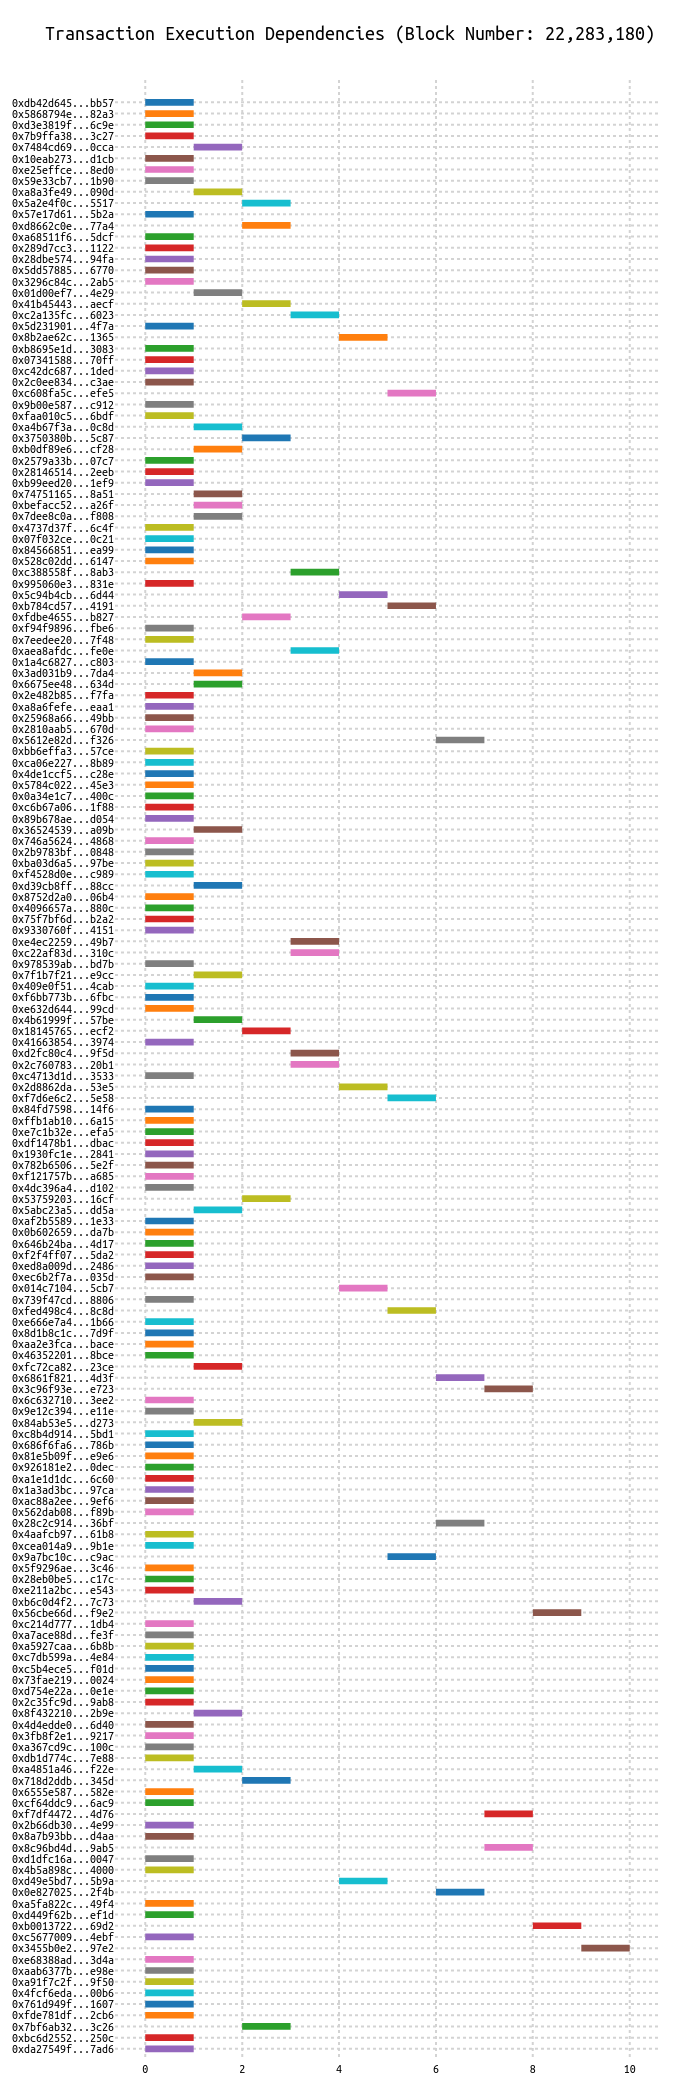 Transaction Execution Dependencies (Block Number: 22,283,180)
0xdb42d645...bb57
0x5868794e...82a3
0xd3e3819f...6c9e
0x7b9ffa38...3c27
0x7484cd69...0cca
0x10eab273...d1cb
0xe25effce...8ed0
0x59e33cb7...1b90
0xa8a3fe49...090d
0x5a2e4f0c...5517
0x57e17d61...5b2a
0xd8662c0e...77a4
0xa68511f6...5dcf
0x289d7cc3...1122
0x28dbe574...94fa
0x5dd57885...6770
0x3296c84c...2ab5
0x01d00ef7...4e29
0x41b45443...aecf
0xc2a135fc...6023
0x5d231901...4f7a
0x8b2ae62c...1365
0xb8695e1d...3083
0x07341588...70ff
0xc42dc687...1ded
0x2c0ee834...c3ae
0xc608fa5c...efe5
0x9b00e587...c912
0xfaa010c5...6bdf
0xa4b67f3a...0c8d
0x3750380b...5c87
0xb0df89e6...cf28
0x2579a33b...07c7
0x28146514...2eeb
0xb99eed20...1ef9
0x74751165...8a51
0xbefacc52...a26f
0x7dee8c0a...f808
0x4737d37f...6c4f
0x07f032ce...0c21
0x84566851...ea99
0x528c02dd...6147
0xc388558f...8ab3
0x995060e3...831e
0x5c94b4cb...6d44
0xb784cd57...4191
0xfdbe4655...b827
0xf94f9896...fbe6
0x7eedee20...7f48
0xaea8afdc...fe0e
0x1a4c6827...c803
0x3ad031b9...7da4
0x6675ee48...634d
0x2e482b85...f7fa
0xa8a6fefe...eaa1
0x25968a66...49bb
0x2810aab5...670d
0x5612e82d...f326
0xbb6effa3...57ce
0xca06e227...8b89
0x4de1ccf5...c28e
0x5784c022...45e3
0x0a34e1c7...400c
0xc6b67a06...1f88
0x89b678ae...d054
0x36524539...a09b
0x746a5624...4868
0x2b9783bf...0848
0xba03d6a5...97be
0xf4528d0e...c989
0xd39cb8ff...88cc
0x8752d2a0...06b4
0x4096657a...880c
0x75f7bf6d...b2a2
0x9330760f...4151
0xe4ec2259...49b7
0xc22af83d...310c
0x978539ab...bd7b
0x7f1b7f21...e9cc
0x409e0f51...4cab
0xf6bb773b...6fbc
0xe632d644...99cd
0x4b61999f...57be
0x18145765...ecf2
0x41663854...3974
0xd2fc80c4...9f5d
0x2c760783...20b1
0xc4713d1d...3533
0x2d8862da...53e5
0xf7d6e6c2...5e58
0x84fd7598...14f6
0xffb1ab10...6a15
0xe7c1b32e...efa5
0xdf1478b1...dbac
0x1930fc1e...2841
0x782b6506...5e2f
0xf121757b...a685
0x4dc396a4...d102
0x53759203...16cf
0x5abc23a5...dd5a
0xaf2b5589...1e33
0x0b602659...da7b
0x646b24ba...4d17
0xf2f4ff07...5da2
0xed8a009d...2486
0xec6b2f7a...035d
0x014c7104...5cb7
0x739f47cd...8806
0xfed498c4...8c8d
0xe666e7a4...1b66
0x8d1b8c1c...7d9f
0xaa2e3fca...bace
0x46352201...8bce
0xfc72ca82...23ce
0x6861f821...4d3f
0x3c96f93e...e723
0x6c632710...3ee2
0x9e12c394...e11e
0x84ab53e5...d273
0xc8b4d914...5bd1
0x686f6fa6...786b
0x81e5b09f...e9e6
0x926181e2...0dec
0xa1e1d1dc...6c60
0x1a3ad3bc...97ca
0xac88a2ee...9ef6
0x562dab08...f89b
0x28c2c914...36bf
0x4aafcb97...61b8
0xcea014a9...9b1e
0x9a7bc10c...c9ac
0x5f9296ae...3c46
0x28eb0be5...c17c
0xe211a2bc...e543
0xb6c0d4f2...7c73
0x56cbe66d...f9e2
0xc214d777...1db4
0xa7ace88d...fe3f
0xa5927caa...6b8b
0xc7db599a...4e84
0xc5b4ece5...f01d
0x73fae219...0024
0xd754e22a...0e1e
0x2c35fc9d...9ab8
0x8f432210...2b9e
0x4d4edde0...6d40
0x3fb8f2e1...9217
0xa367cd9c...100c
0xdb1d774c...7e88
0xa4851a46...f22e
0x718d2ddb...345d
0x6555e587...582e
0xcf64ddc9...6ac9
0xf7df4472...4d76
0x2b66db30...4e99
0x8a7b93bb...d4aa
0x8c96bd4d...9ab5
0xd1dfc16a...0047
0x4b5a898c...4000
0xd49e5bd7...5b9a
0x0e827025...2f4b
0xa5fa822c...49f4
0xd449f62b...ef1d
0xb0013722...69d2
0xc5677009...4ebf
0x3455b0e2...97e2
0xe68388ad...3d4a
0xaab6377b...e98e
0xa91f7c2f...9f50
0x4fcf6eda...00b6
0x761d949f...1607
0xfde781df...2cb6
0x7bf6ab32...3c26
0xbc6d2552...250c
0xda27549f...7ad6
0 2 4 6 8 10